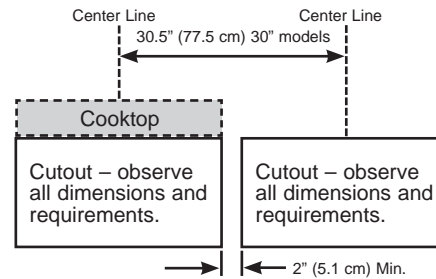 Center Line
Center Line
30.5” (77.5 cm) 30” models
Cooktop
Cutout – observe
all dimensions and
requirements.
Cutout – observe
all dimensions and
requirements.
2” (5.1 cm) Min.